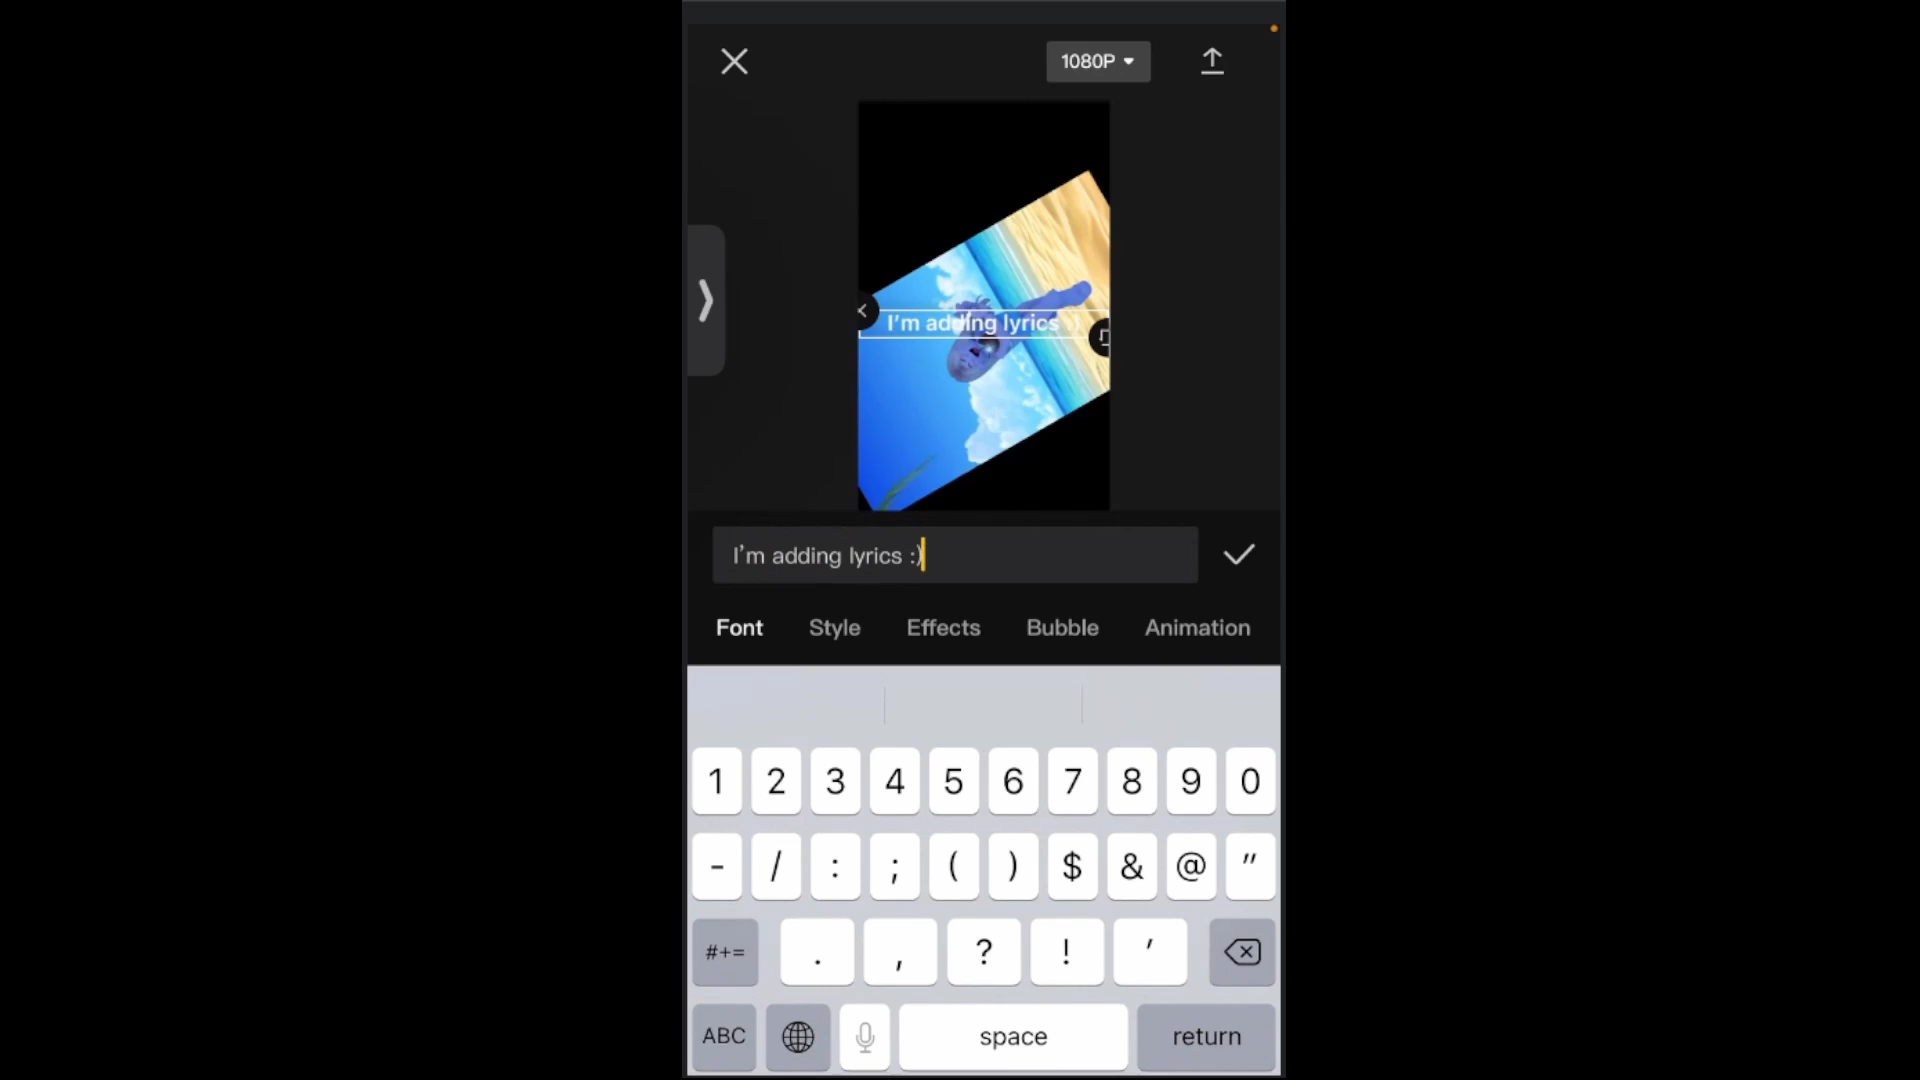 1080P
I'm adding lyrics :)
I'm adding lyrics :)
Font Style Effects Bubble Animation
1 2 3 4 5 6 7 8 9 0
- / : ; ( ) $ & @ "
#+= . , ? ! '
ABC space return